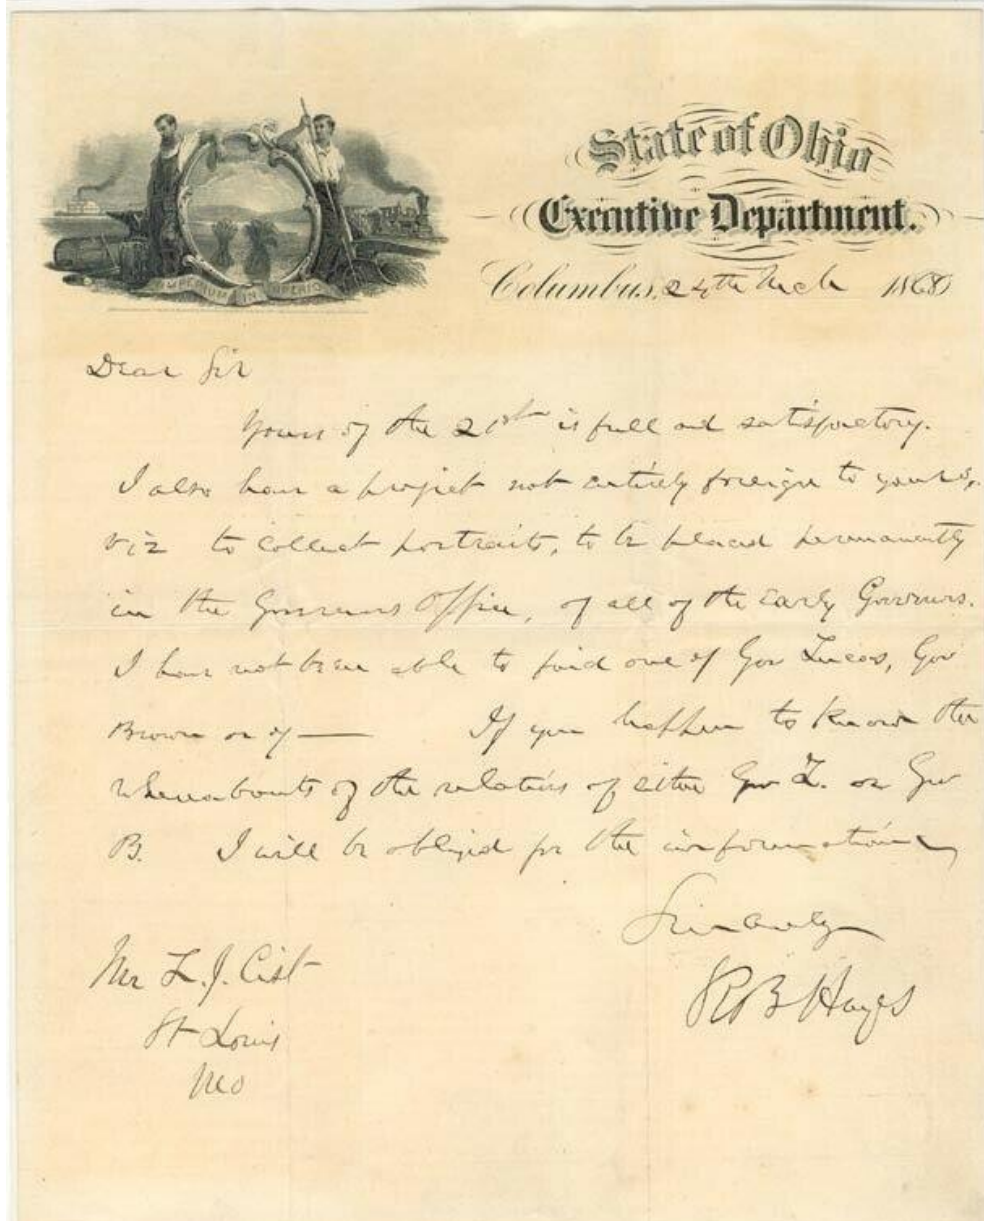 State of Ohio
Executive Department.
IMPERIUM IN IMPERIO
Columbus, 24th Mch 1868
Dear Sir
Yours of the 21st is full and satisfactory.
I also have a project not entirely foreign to yours,
viz to collect portraits, to be placed permanently
in the Governors Office, of all of the early Governors.
I have not been able to find one of Gov Lucas, Gov
Brown or of — If you happen to know the
whereabouts of the relatives of either Gov L. or Gov
B. I will be obliged for the information
Sincerely
R B Hayes
Mr L. J. Cist
St Louis
Mo